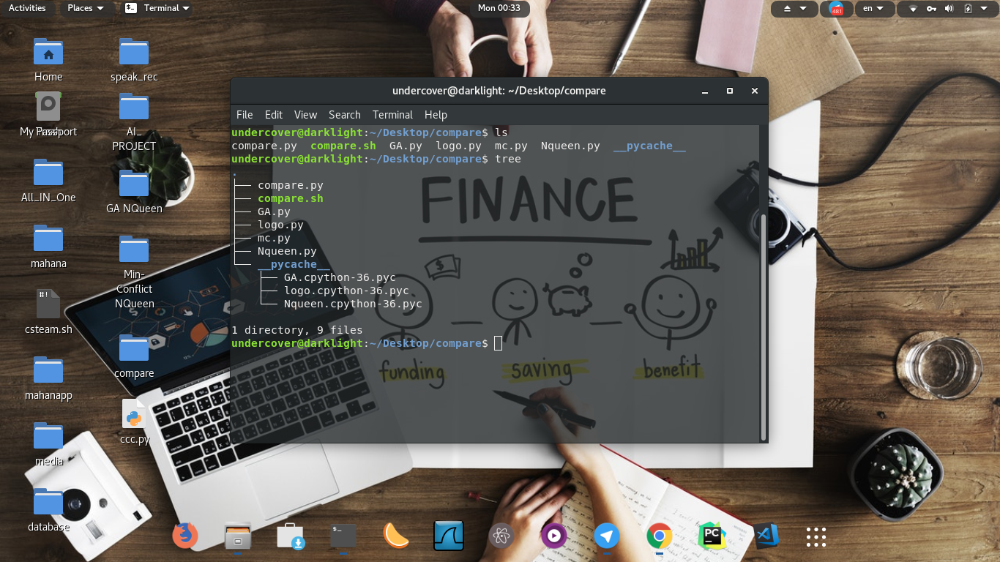 Activities Places Terminal Mon 00:33 481 en
Home
speak_rec
My Passport
Trash
AI_
PROJECT
All_IN_One
GA NQueen
mahana
Min-
Conflict
NQueen
csteam.sh
compare
mahanapp
ccc.py
media
database
undercover@darklight: ~/Desktop/compare
File Edit View Search Terminal Help
undercover@darklight:~/Desktop/compare$ ls
compare.py compare.sh GA.py logo.py mc.py Nqueen.py __pycache__
undercover@darklight:~/Desktop/compare$ tree
.
├── compare.py
├── compare.sh
├── GA.py
├── logo.py
├── mc.py
├── Nqueen.py
└── __pycache__
    ├── GA.cpython-36.pyc
    ├── logo.cpython-36.pyc
    └── Nqueen.cpython-36.pyc
1 directory, 9 files
undercover@darklight:~/Desktop/compare$
FINANCE
funding saving benefit
#!
$_
PC